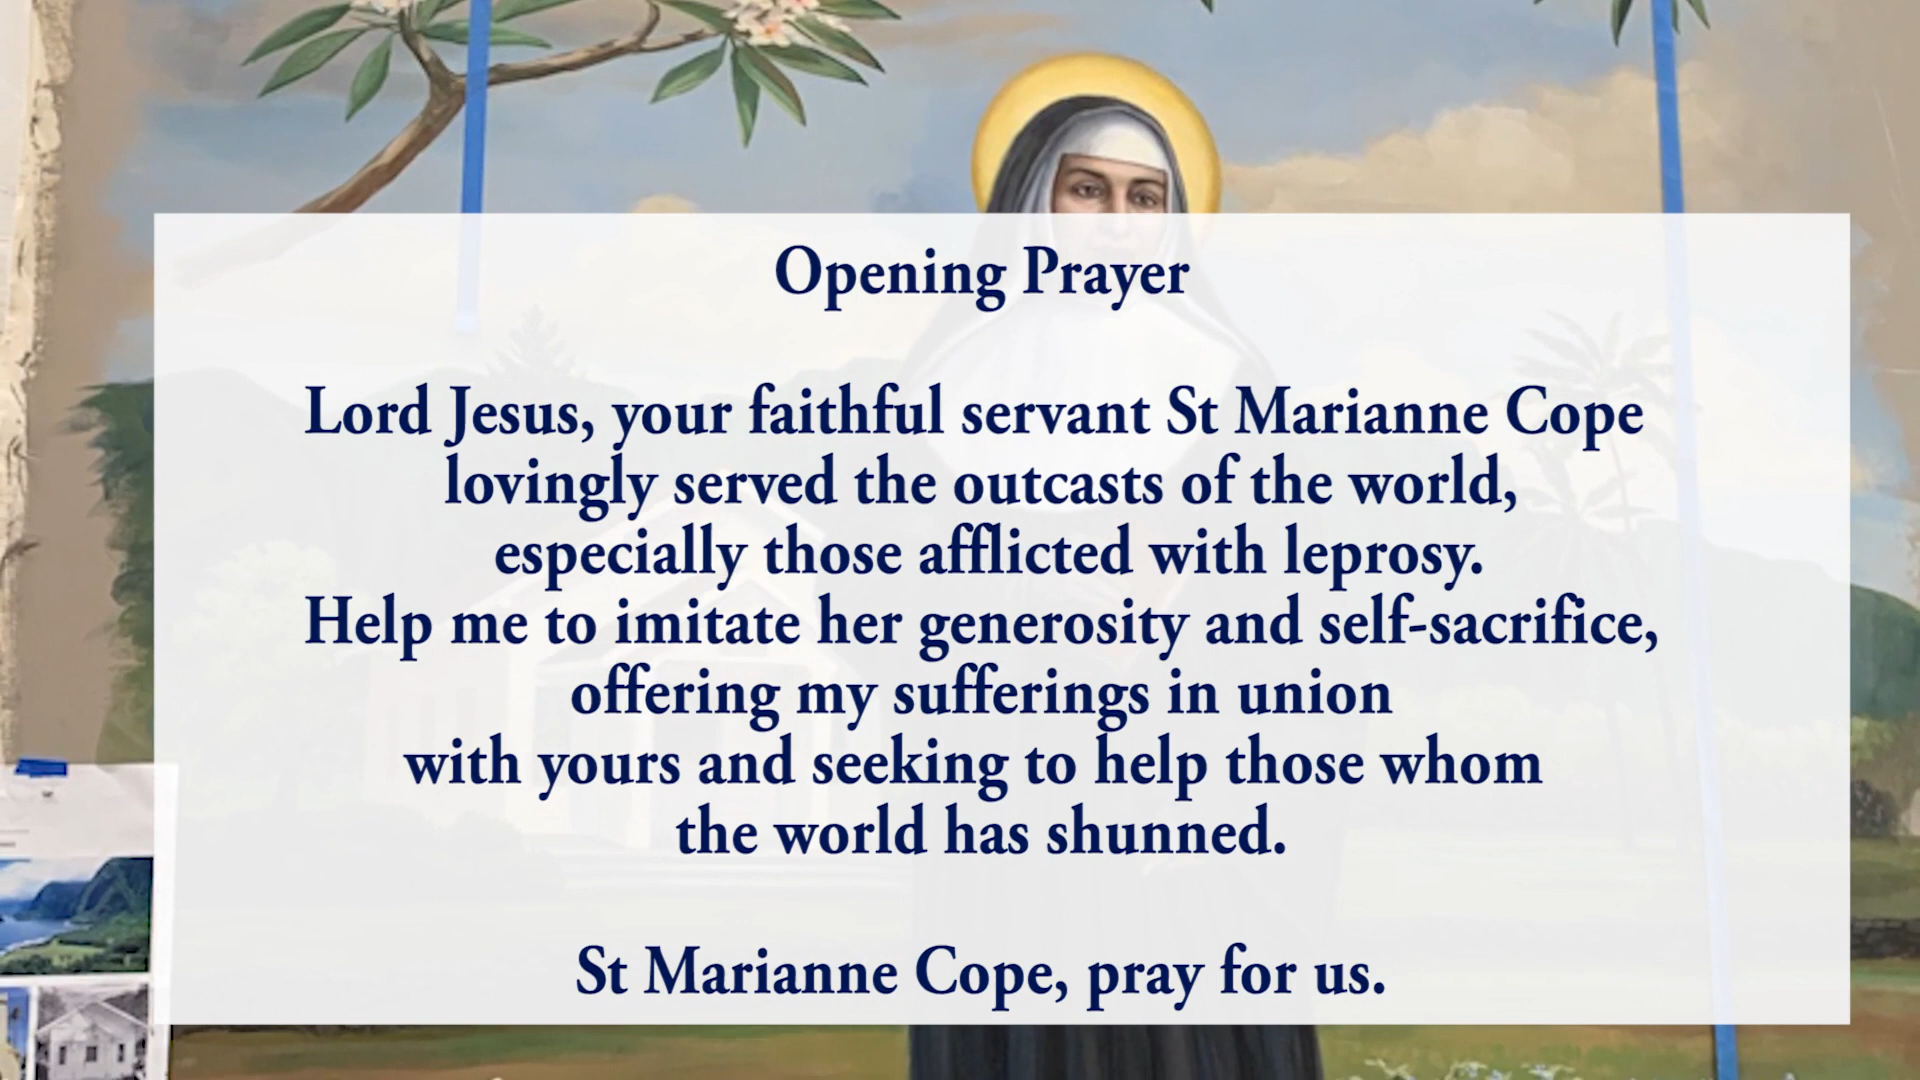 Opening Prayer
Lord Jesus, your faithful servant St Marianne Cope
lovingly served the outcasts of the world,
especially those afflicted with leprosy.
Help me to imitate her generosity and self-sacrifice,
offering my sufferings in union
with yours and seeking to help those whom
the world has shunned.
St Marianne Cope, pray for us.